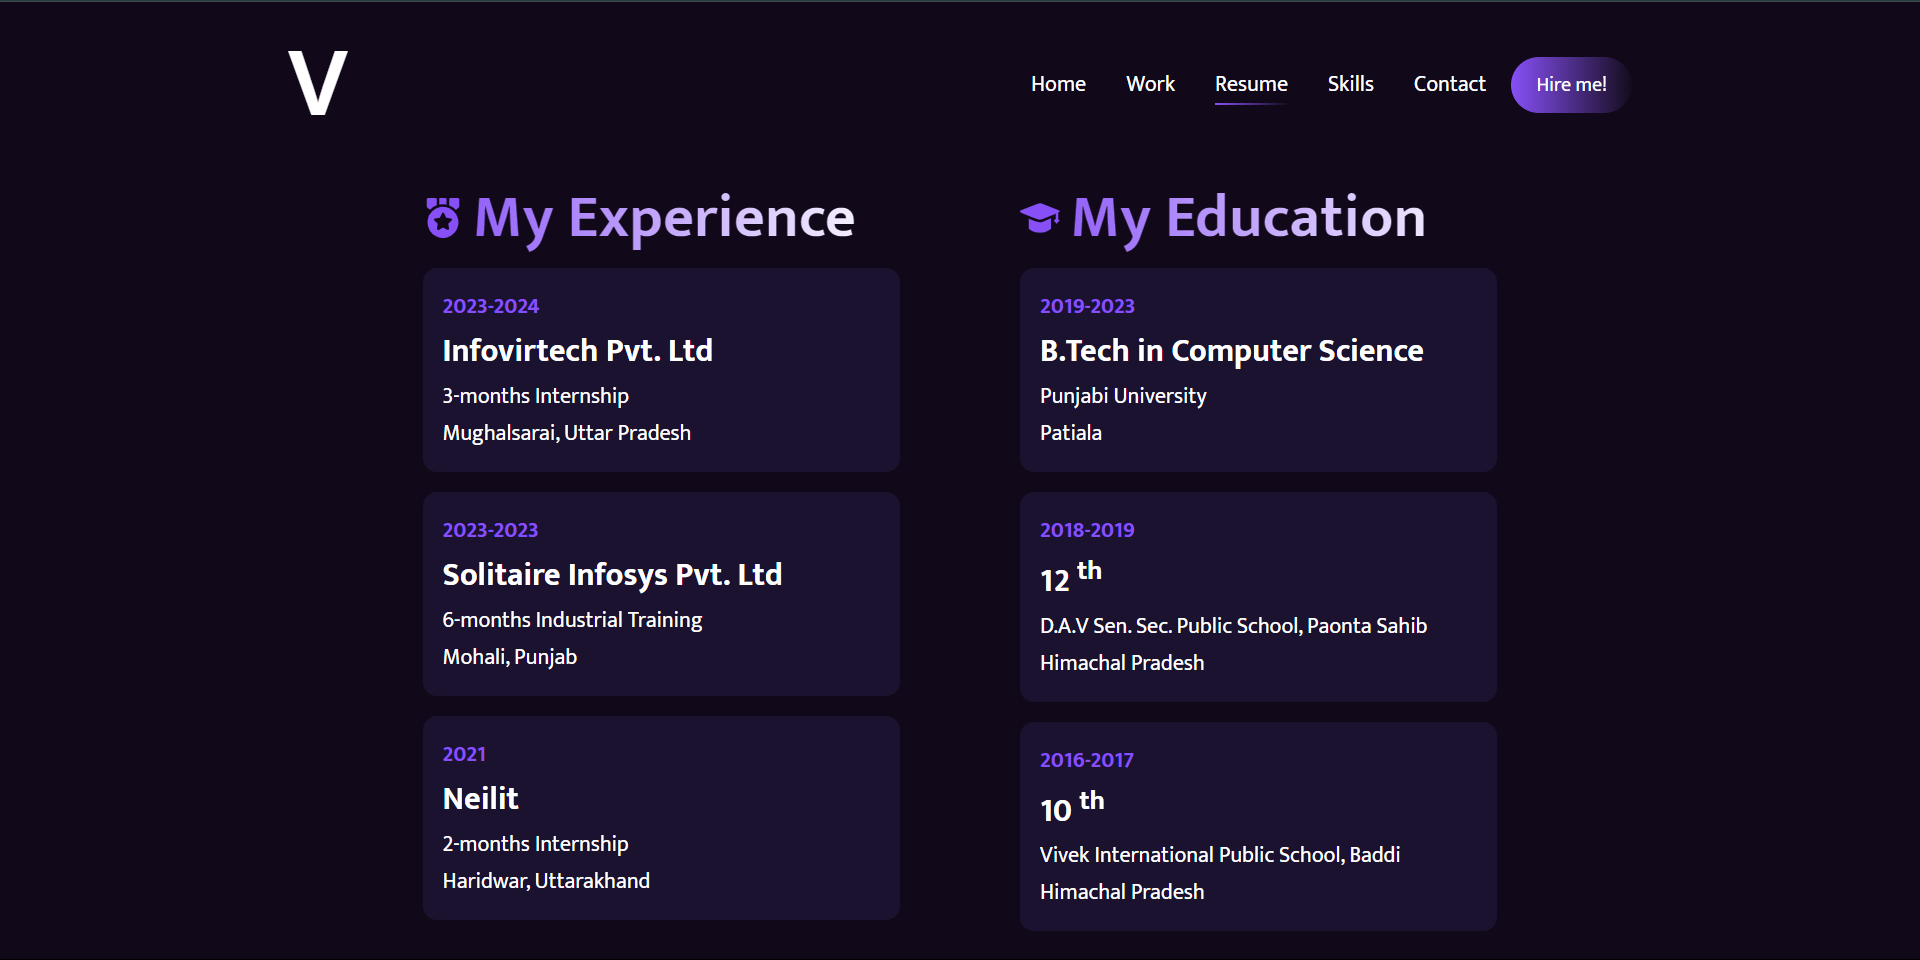 V
Home
Work
Resume
Skills
Contact
Hire me!
My Experience
2023-2024
Infovirtech Pvt. Ltd
3-months Internship
Mughalsarai, Uttar Pradesh
2023-2023
Solitaire Infosys Pvt. Ltd
6-months Industrial Training
Mohali, Punjab
2021
Neilit
2-months Internship
Haridwar, Uttarakhand
My Education
2019-2023
B.Tech in Computer Science
Punjabi University
Patiala
2018-2019
12 th
D.A.V Sen. Sec. Public School, Paonta Sahib
Himachal Pradesh
2016-2017
10 th
Vivek International Public School, Baddi
Himachal Pradesh